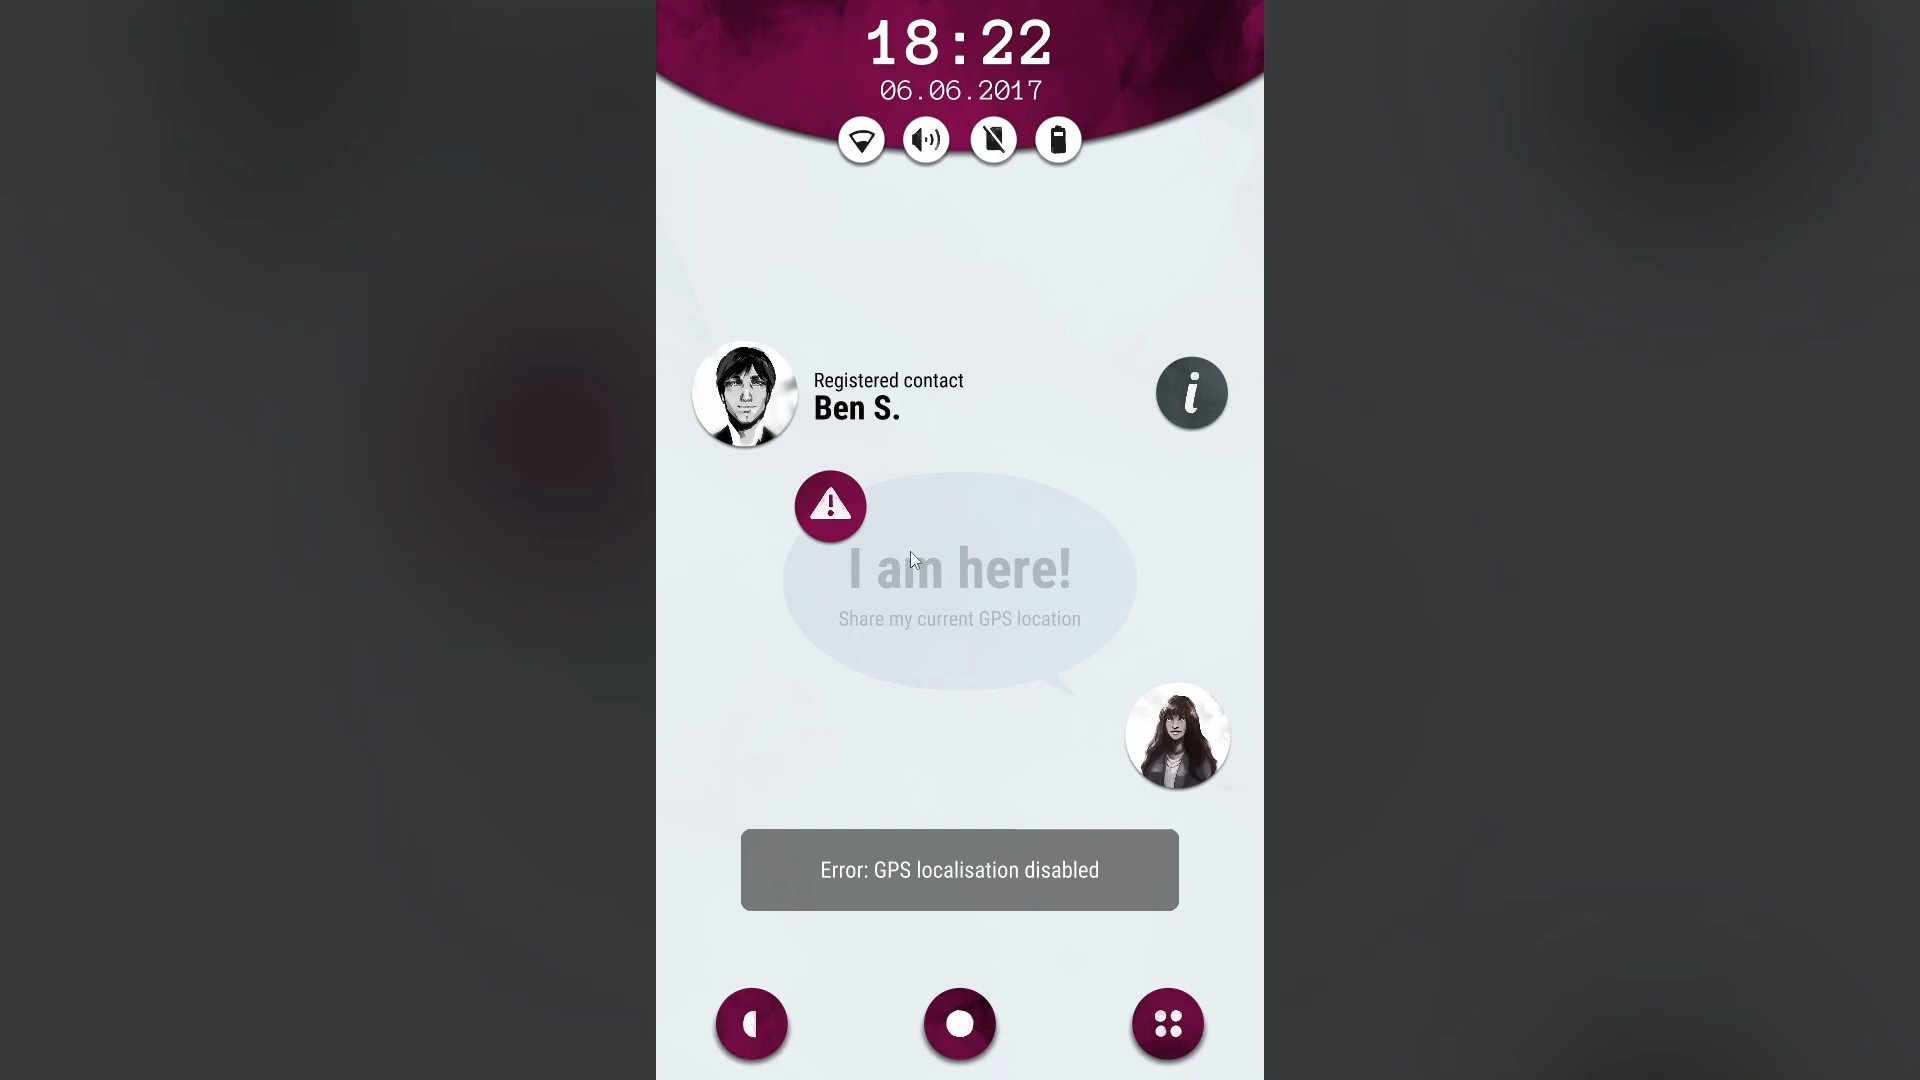 18:22
06.06.2017
Registered contact
Ben S.
i
I am here!
Share my current GPS location
Error: GPS localisation disabled